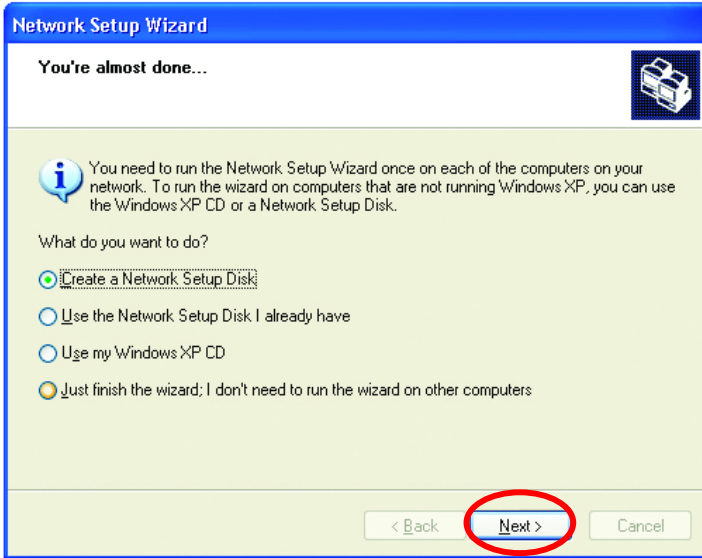 Network Setup Wizard
You're almost done...
You need to run the Network Setup Wizard once on each of the computers on your
network. To run the wizard on computers that are not running Windows XP, you can use
the Windows XP CD or a Network Setup Disk.
What do you want to do?
Create a Network Setup Disk
Use the Network Setup Disk I already have
Use my Windows XP CD
Just finish the wizard; I don't need to run the wizard on other computers
< Back
Next >
Cancel